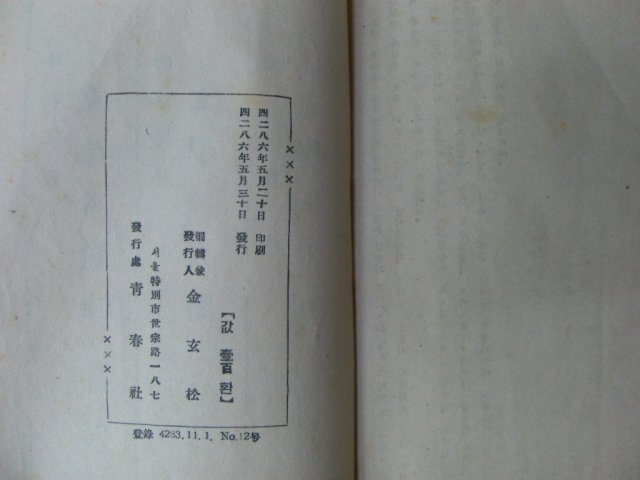 四二八六年五月二十日 印刷
四二八六年五月三十日 發行
【값 壹百환】
編輯兼
發行人 金玄松
서울特別市世宗路一八七
發行處 靑春社
登錄 4283.11.1. No.12号